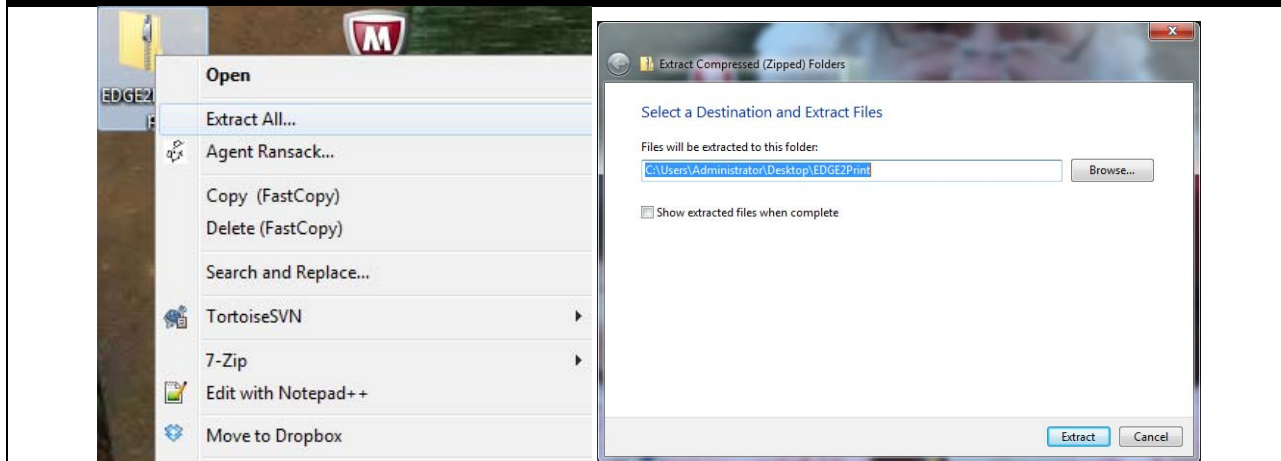 EDGE2
Open
Extract All...
Agent Ransack...
Copy (FastCopy)
Delete (FastCopy)
Search and Replace...
TortoiseSVN
7-Zip
Edit with Notepad++
Move to Dropbox
Extract Compressed (Zipped) Folders
Select a Destination and Extract Files
Files will be extracted to this folder:
C:\Users\Administrator\Desktop\EDGE2Print
Browse...
Show extracted files when complete
Extract
Cancel